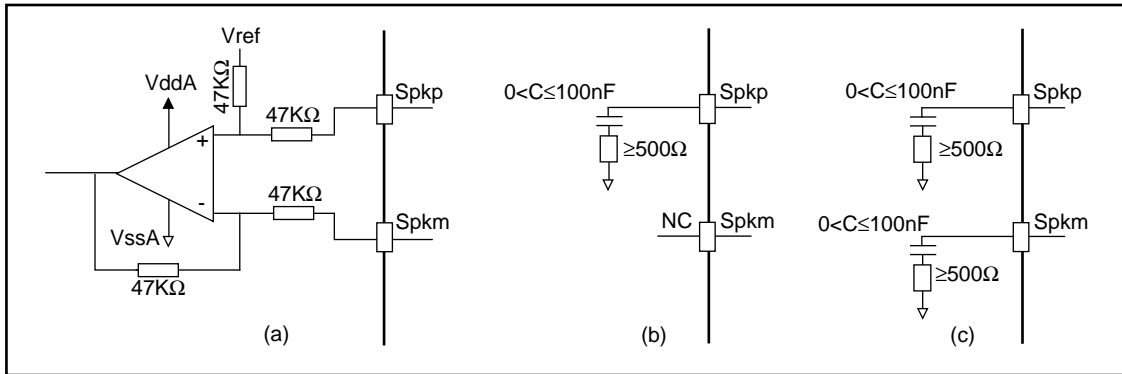 Vref
VddA
47KΩ
47KΩ
Spkp
+
-
47KΩ
Spkm
VssA
47KΩ
(a)
0<C≤100nF
Spkp
≥500Ω
NC
Spkm
(b)
0<C≤100nF
Spkp
≥500Ω
0<C≤100nF
Spkm
≥500Ω
(c)